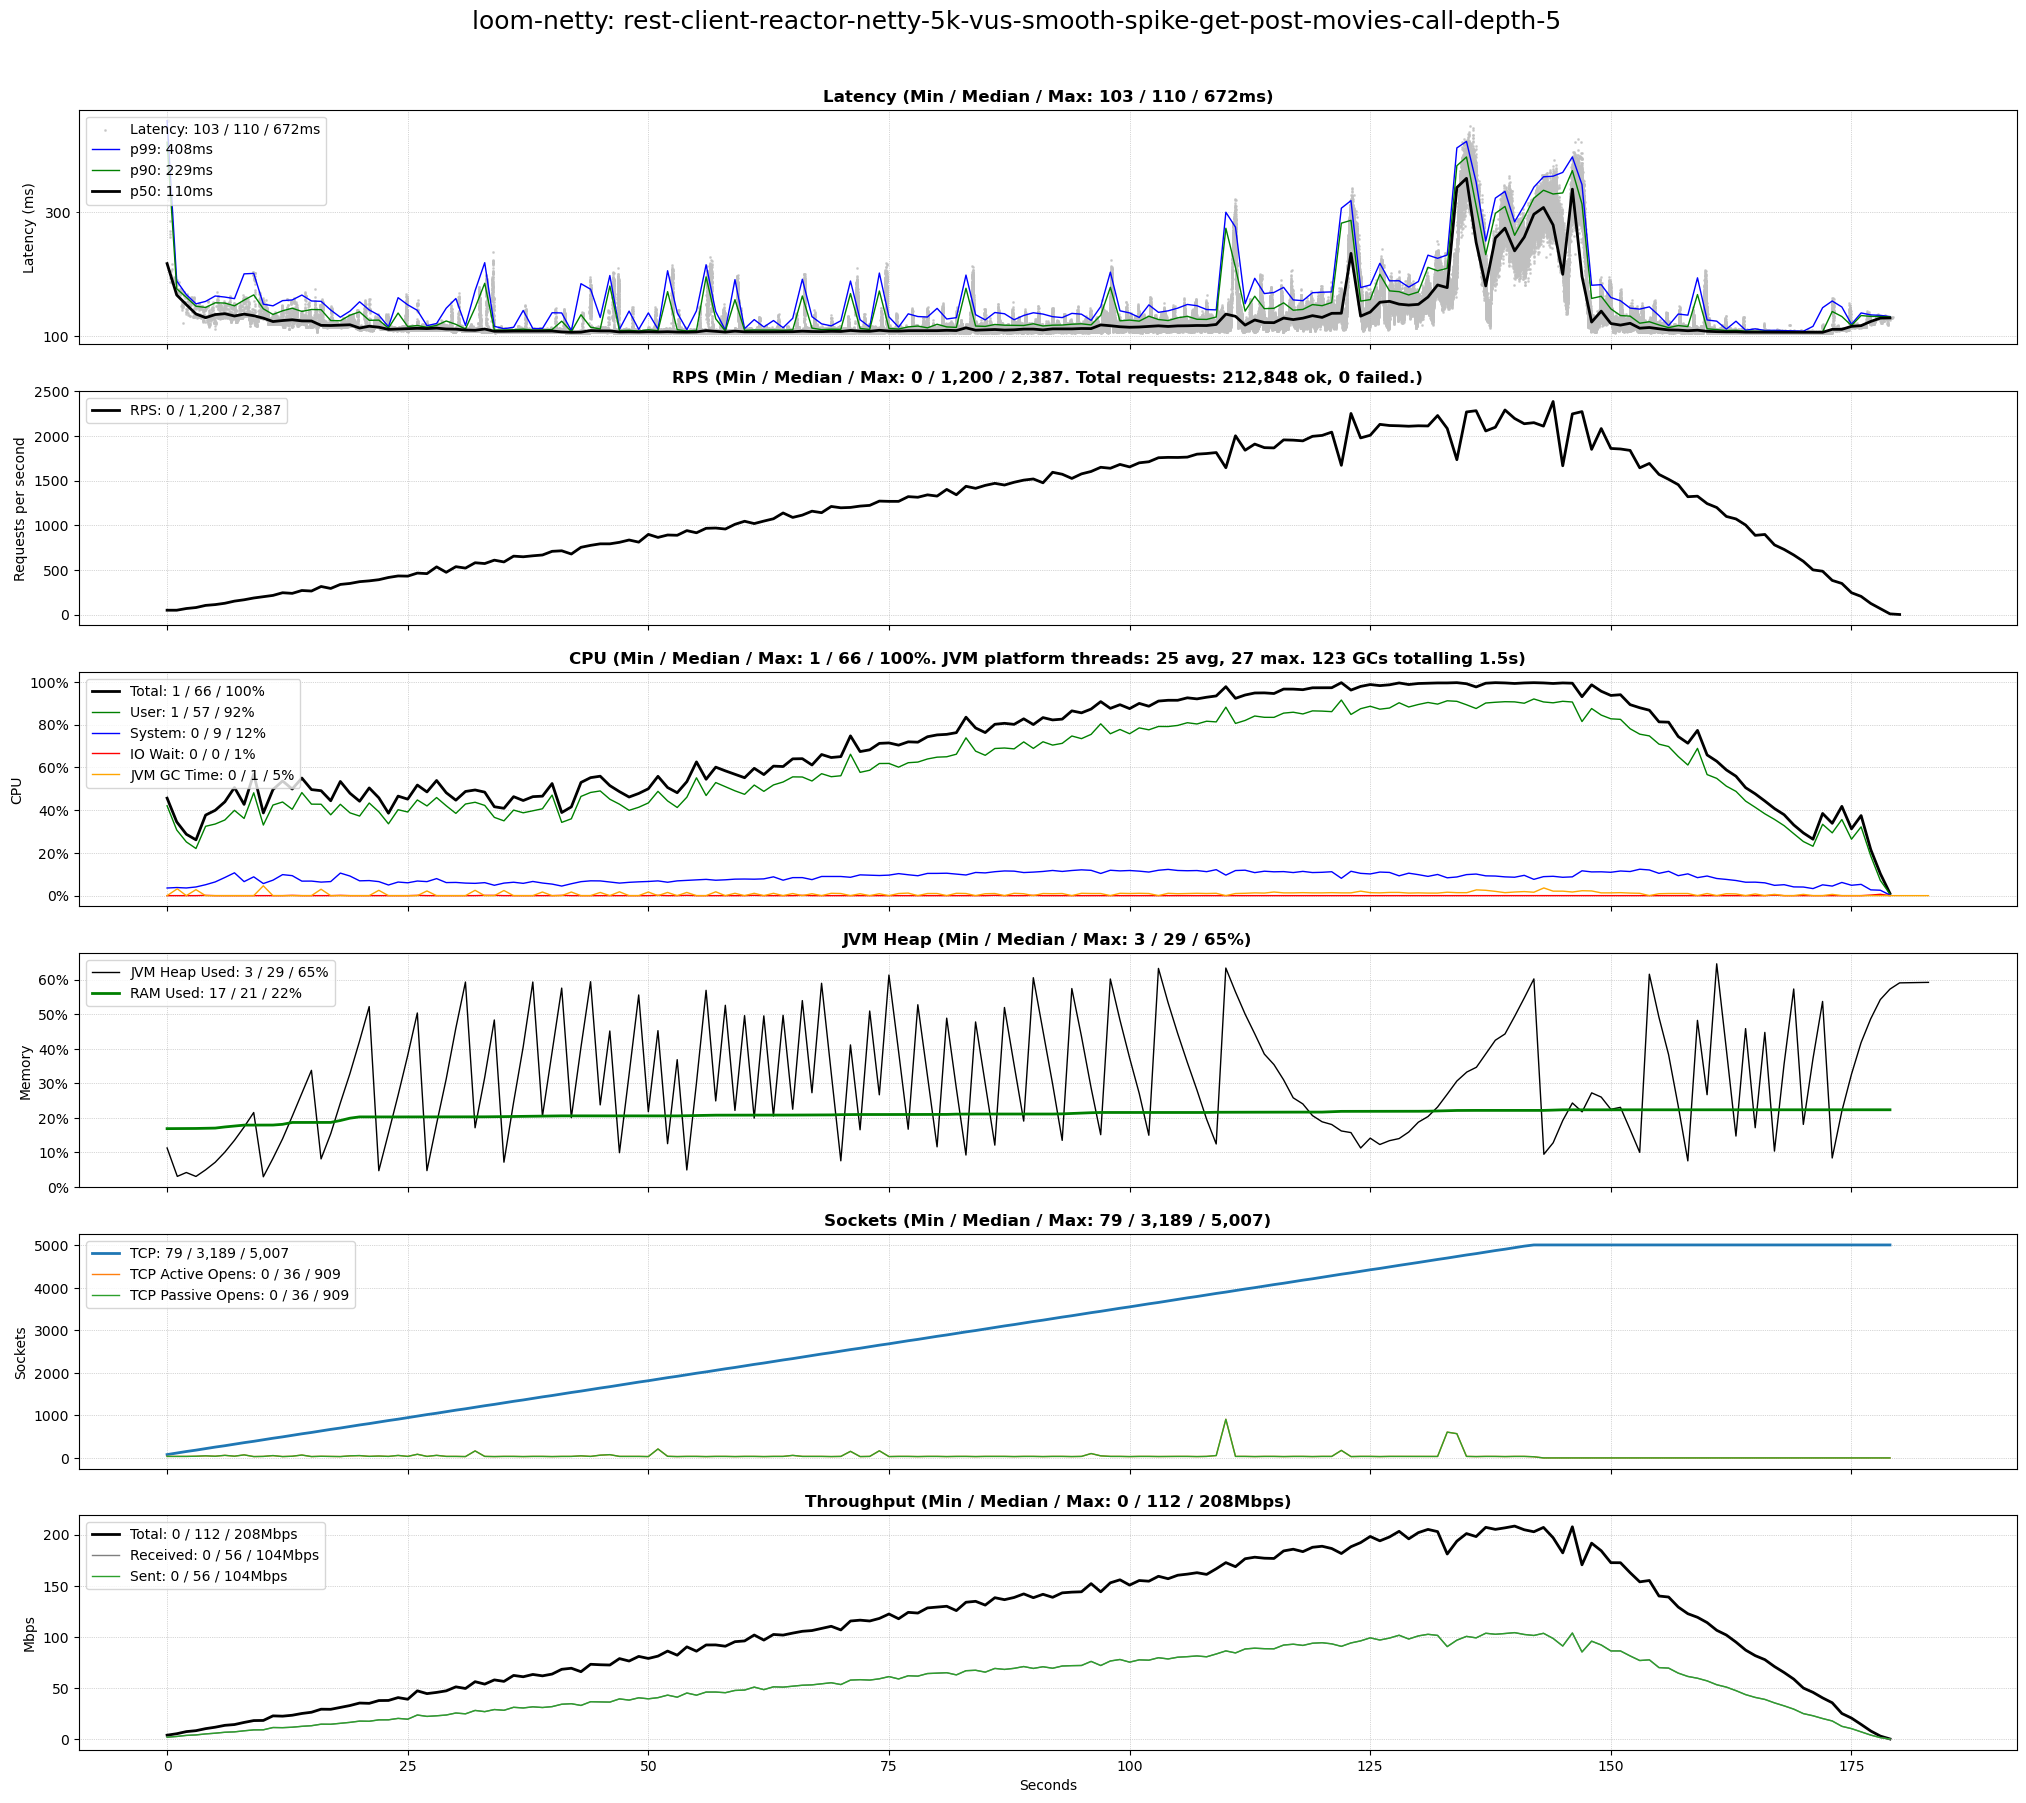 loom-netty: rest-client-reactor-netty-5k-vus-smooth-spike-get-post-movies-call-depth-5
Latency (Min / Median / Max: 103 / 110 / 672ms)
Latency: 103 / 110 / 672ms
p99: 408ms
p90: 229ms
p50: 110ms
Latency (ms)
300
100
RPS (Min / Median / Max: 0 / 1,200 / 2,387. Total requests: 212,848 ok, 0 failed.)
RPS: 0 / 1,200 / 2,387
Requests per second
2500
2000
1500
1000
500
0
CPU (Min / Median / Max: 1 / 66 / 100%. JVM platform threads: 25 avg, 27 max. 123 GCs totalling 1.5s)
Total: 1 / 66 / 100%
User: 1 / 57 / 92%
System: 0 / 9 / 12%
IO Wait: 0 / 0 / 1%
JVM GC Time: 0 / 1 / 5%
CPU
100%
80%
60%
40%
20%
0%
JVM Heap (Min / Median / Max: 3 / 29 / 65%)
JVM Heap Used: 3 / 29 / 65%
RAM Used: 17 / 21 / 22%
Memory
60%
50%
40%
30%
20%
10%
0%
Sockets (Min / Median / Max: 79 / 3,189 / 5,007)
TCP: 79 / 3,189 / 5,007
TCP Active Opens: 0 / 36 / 909
TCP Passive Opens: 0 / 36 / 909
Sockets
5000
4000
3000
2000
1000
0
Throughput (Min / Median / Max: 0 / 112 / 208Mbps)
Total: 0 / 112 / 208Mbps
Received: 0 / 56 / 104Mbps
Sent: 0 / 56 / 104Mbps
Mbps
200
150
100
50
0
0 25 50 75 100 125 150 175
Seconds